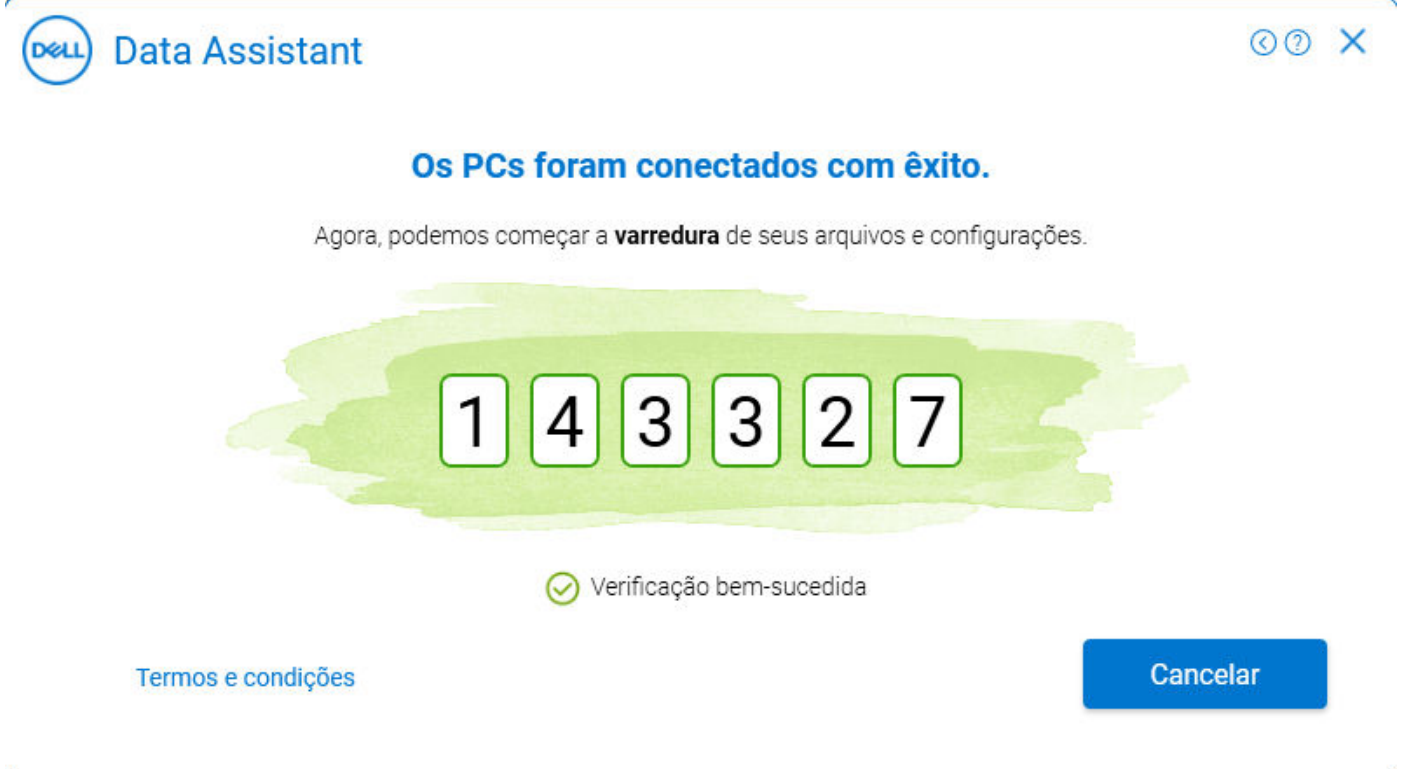 DELL
Data Assistant
Os PCs foram conectados com êxito.
Agora, podemos começar a varredura de seus arquivos e configurações.
1 4 3 3 2 7
Verificação bem-sucedida
Termos e condições
Cancelar